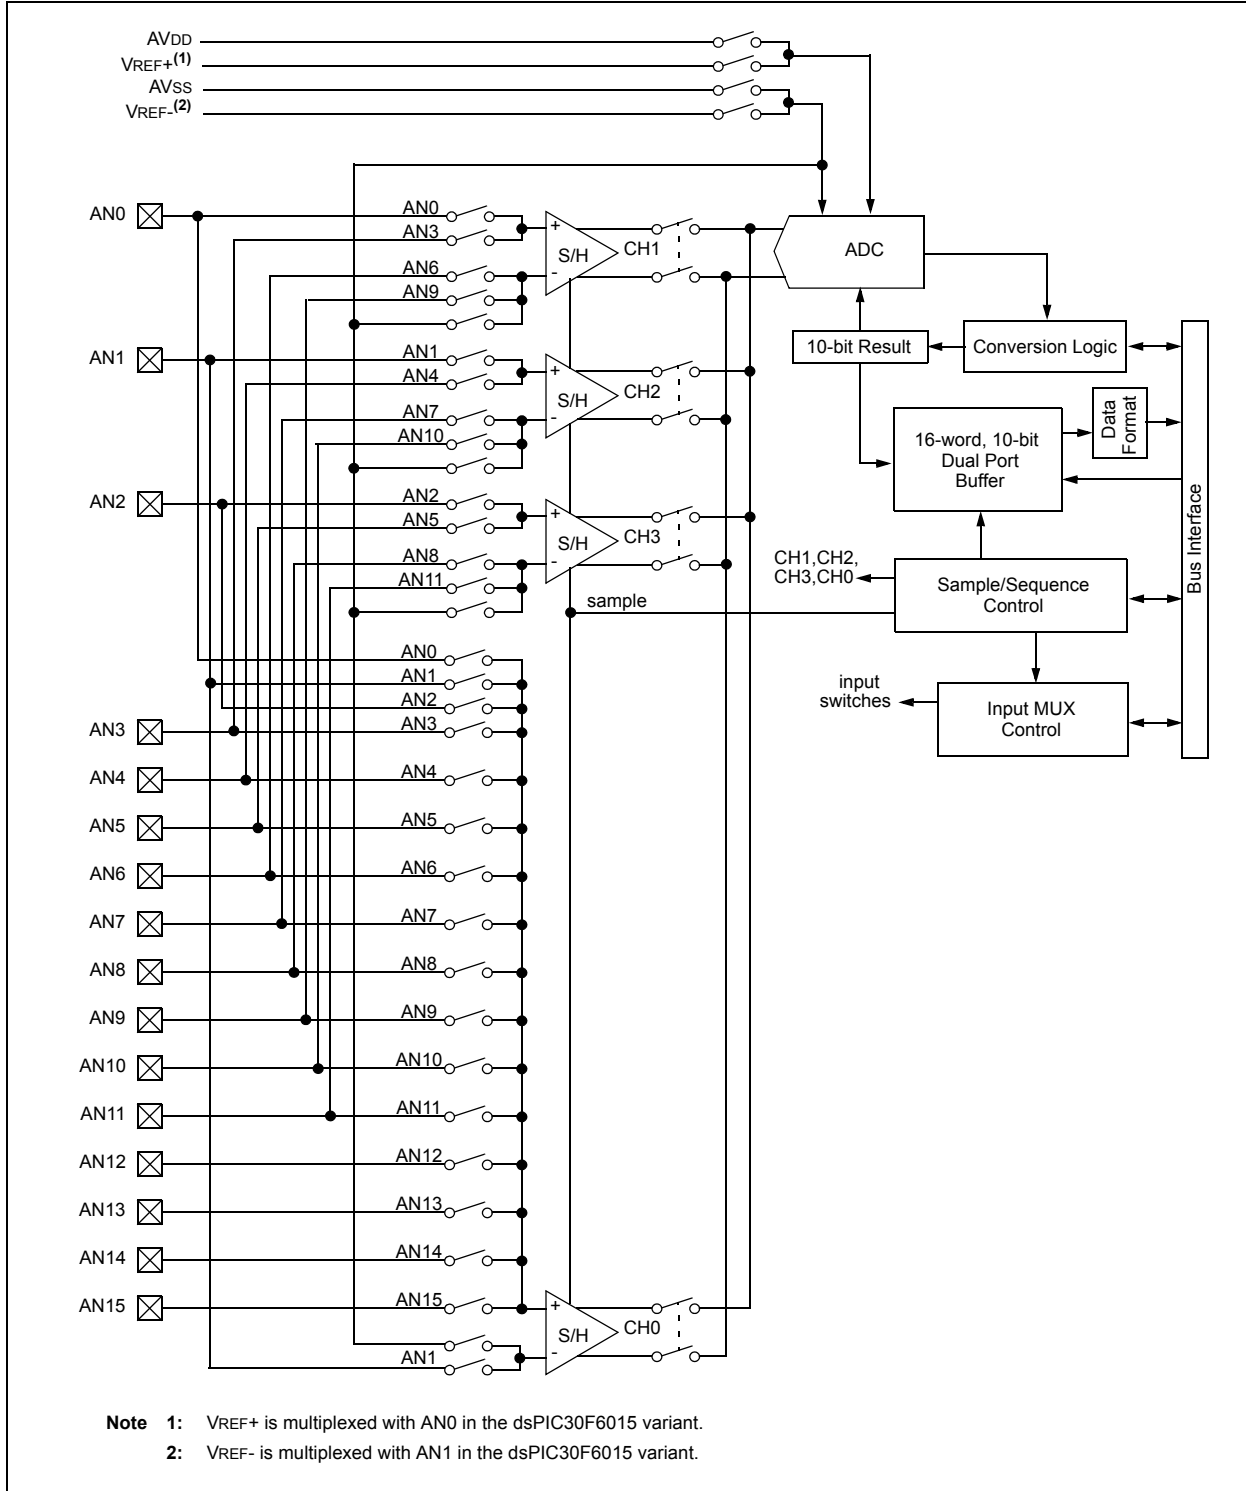 AVDD
VREF+(1)
AVSS
VREF-(2)
AN0
AN0
AN3
+
S/H
-
CH1
ADC
AN6
AN9
AN1
AN1
AN4
+
S/H
-
CH2
10-bit Result
Conversion Logic
AN7
AN10
16-word, 10-bit
Dual Port
Buffer
Data
Format
AN2
AN2
AN5
+
S/H
-
CH3
AN8
AN11
CH1,CH2,
CH3,CH0
Sample/Sequence
Control
Bus Interface
sample
AN0
AN1
AN2
input
switches
Input MUX
Control
AN3
AN3
AN4
AN4
AN5
AN5
AN6
AN6
AN7
AN7
AN8
AN8
AN9
AN9
AN10
AN10
AN11
AN11
AN12
AN12
AN13
AN13
AN14
AN14
AN15
AN15
+
S/H
-
CH0
AN1
Note 1: VREF+ is multiplexed with AN0 in the dsPIC30F6015 variant.
2: VREF- is multiplexed with AN1 in the dsPIC30F6015 variant.